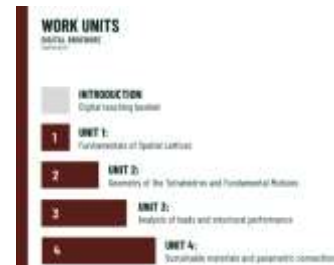 WORK UNITS
DIGITAL BROCHURE
INTRODUCTION
Digital teaching booklet
1
UNIT 1:
Fundamentals of Spatial Lattices
2
UNIT 2:
Geometry of the Tetrahedron and Fundamental Motions
3
UNIT 3:
Analysis of loads and structural performance
4
UNIT 4:
Sustainable materials and parametric